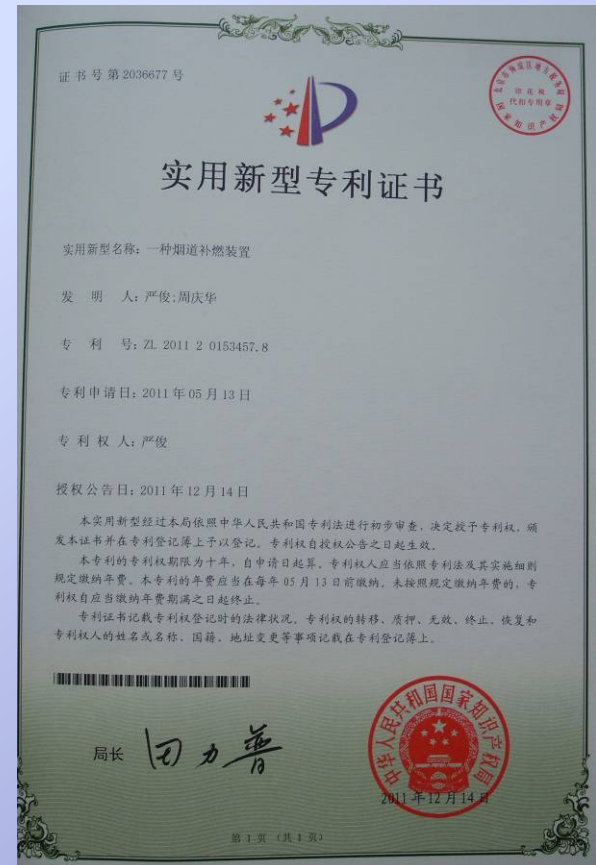 证书号第2036677号
印花税
代扣专用章
实用新型专利证书
实用新型名称：一种烟道补燃装置
发 明 人：严俊;周庆华
专 利 号：ZL 2011 2 0153457.8
专利申请日：2011年05月13日
专 利 权 人：严俊
授权公告日：2011年12月14日
本实用新型经过本局依照中华人民共和国专利法进行初步审查，决定授予专利权，颁
发本证书并在专利登记簿上予以登记。专利权自授权公告之日起生效。
本专利的专利权期限为十年，自申请日起算。专利权人应当依照专利法及其实施细则
规定缴纳年费。本专利的年费应当在每年05月13日前缴纳。未按照规定缴纳年费的，专
利权自应当缴纳年费期满之日起终止。
专利证书记载专利权登记时的法律状况。专利权的转移、质押、无效、终止、恢复和
专利权人的姓名或名称、国籍、地址变更等事项记载在专利登记簿上。
局长 田力普
中华人民共和国国家知识产权局
2011年12月14日
第1页（共1页）